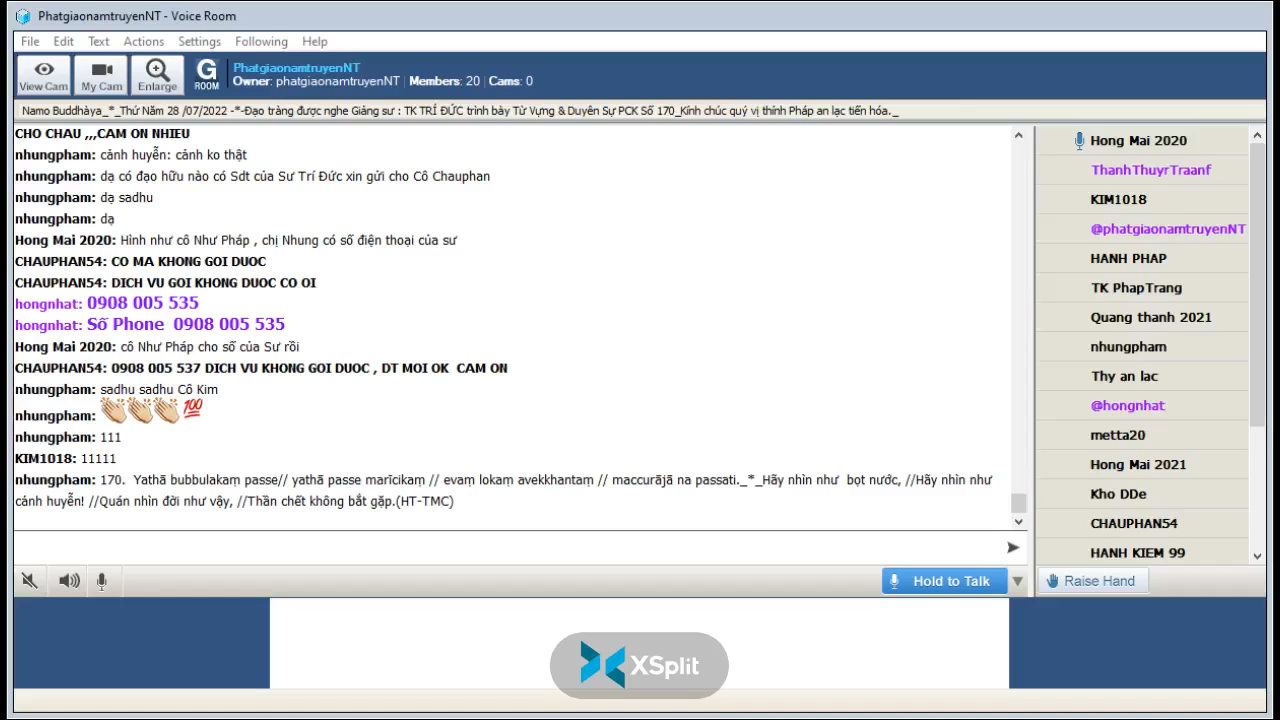 PhatgiaonamtruyenNT - Voice Room
File Edit Text Actions Settings Following Help
View Cam
My Cam
Enlarge
G ROOM
PhatgiaonamtruyenNT
Owner: phatgiaonamtruyenNT | Members: 20 | Cams: 0
Namo Buddhàya_*_Thứ Năm 28 /07/2022 -*-Đạo tràng được nghe Giảng sư : TK TRÍ ĐỨC trình bày Từ Vựng & Duyên Sự PCK Số 170_Kính chúc quý vị thính Pháp an lạc tiến hóa._
CHO CHAU ,,,CAM ON NHIEU
nhungpham: cảnh huyễn: cảnh ko thật
nhungpham: dạ có đạo hữu nào có Sdt của Sư Trí Đức xin gửi cho Cô Chauphan
nhungpham: dạ sadhu
nhungpham: dạ
Hong Mai 2020: Hình như cô Như Pháp , chị Nhung có số điện thoại của sư
CHAUPHAN54: CO MA KHONG GOI DUOC
CHAUPHAN54: DICH VU GOI KHONG DUOC CO OI
hongnhat: 0908 005 535
hongnhat: Số Phone 0908 005 535
Hong Mai 2020: cô Như Pháp cho số của Sư rồi
CHAUPHAN54: 0908 005 537 DICH VU KHONG GOI DUOC , DT MOI OK CAM ON
nhungpham: sadhu sadhu Cô Kim
nhungpham: 👏👏👏💯
nhungpham: 111
KIM1018: 11111
nhungpham: 170. Yathā bubbulakaṃ passe// yathā passe marīcikaṃ // evaṃ lokaṃ avekkhantaṃ // maccurājā na passati._*_Hãy nhìn như bọt nước, //Hãy nhìn như
cảnh huyễn! //Quán nhìn đời như vậy, //Thần chết không bắt gặp.(HT-TMC)
Hong Mai 2020
ThanhThuyrTraanf
KIM1018
@phatgiaonamtruyenNT
HANH PHAP
TK PhapTrang
Quang thanh 2021
nhungpham
Thy an lac
@hongnhat
metta20
Hong Mai 2021
Kho DDe
CHAUPHAN54
HANH KIEM 99
Hold to Talk
Raise Hand
XSplit